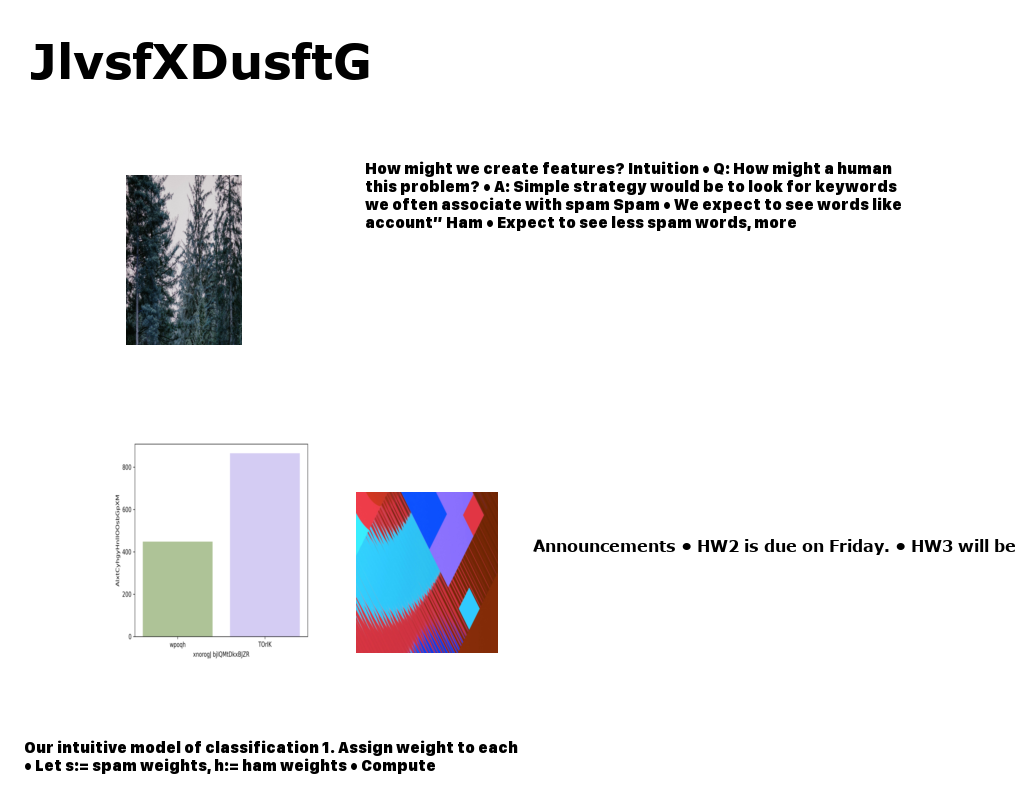 JlvsfXDusftG
How might we create features? Intuition • Q: How might a human
this problem? • A: Simple strategy would be to look for keywords
we often associate with spam Spam • We expect to see words like
account” Ham • Expect to see less spam words, more
800
600
400
200
0
wpoqh
TOrIK
Announcements • HW2 is due on Friday. • HW3 will be
Our intuitive model of classification 1. Assign weight to each
• Let s:= spam weights, h:= ham weights • Compute